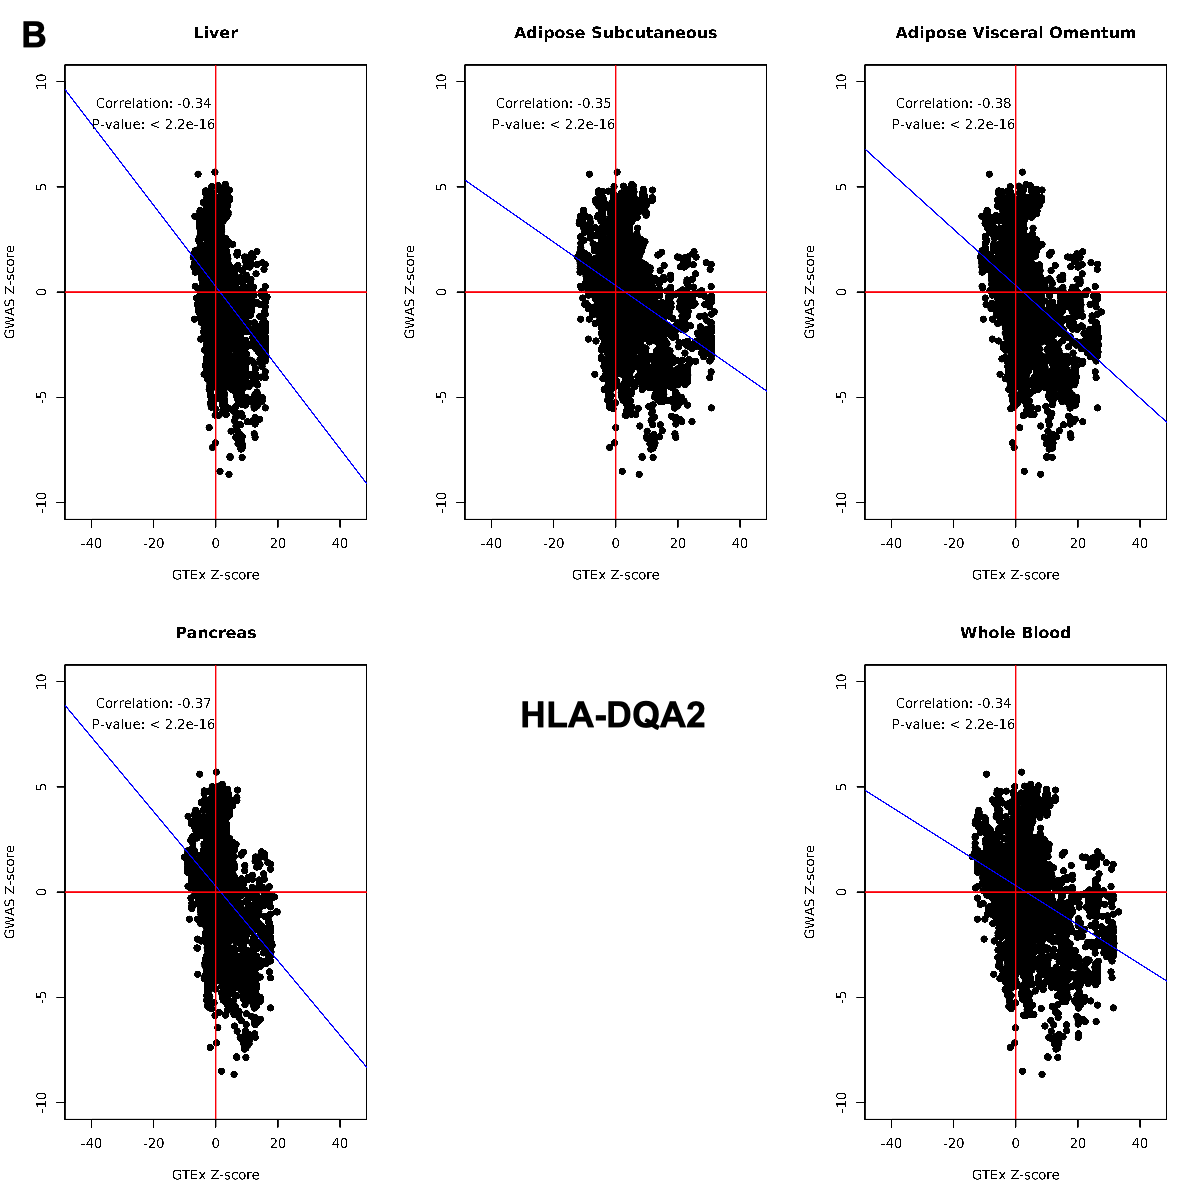 B
Liver
Correlation: -0.34
P-value: < 2.2e-16
10
5
0
-5
-10
GWAS Z-score
-40 -20 0 20 40
GTEx Z-score
Adipose Subcutaneous
Correlation: -0.35
P-value: < 2.2e-16
10
5
0
-5
-10
GWAS Z-score
-40 -20 0 20 40
GTEx Z-score
Adipose Visceral Omentum
Correlation: -0.38
P-value: < 2.2e-16
10
5
0
-5
-10
GWAS Z-score
-40 -20 0 20 40
GTEx Z-score
Pancreas
Correlation: -0.37
P-value: < 2.2e-16
10
5
0
-5
-10
GWAS Z-score
-40 -20 0 20 40
GTEx Z-score
HLA-DQA2
Whole Blood
Correlation: -0.34
P-value: < 2.2e-16
10
5
0
-5
-10
GWAS Z-score
-40 -20 0 20 40
GTEx Z-score